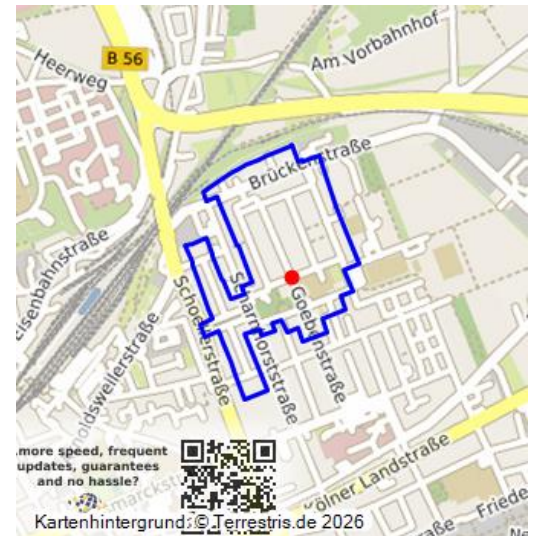 B 56
Am Vorbahnhof
Heerweg
Brückenstraße
Eisenbahnstraße
Scharnhorststraße
Goebenstraße
Schoellerstraße
more speed, frequent
updates, guarantees
and no hassle?
Kölner Landstraße
Kartenhintergrund: © Terrestris.de 2026